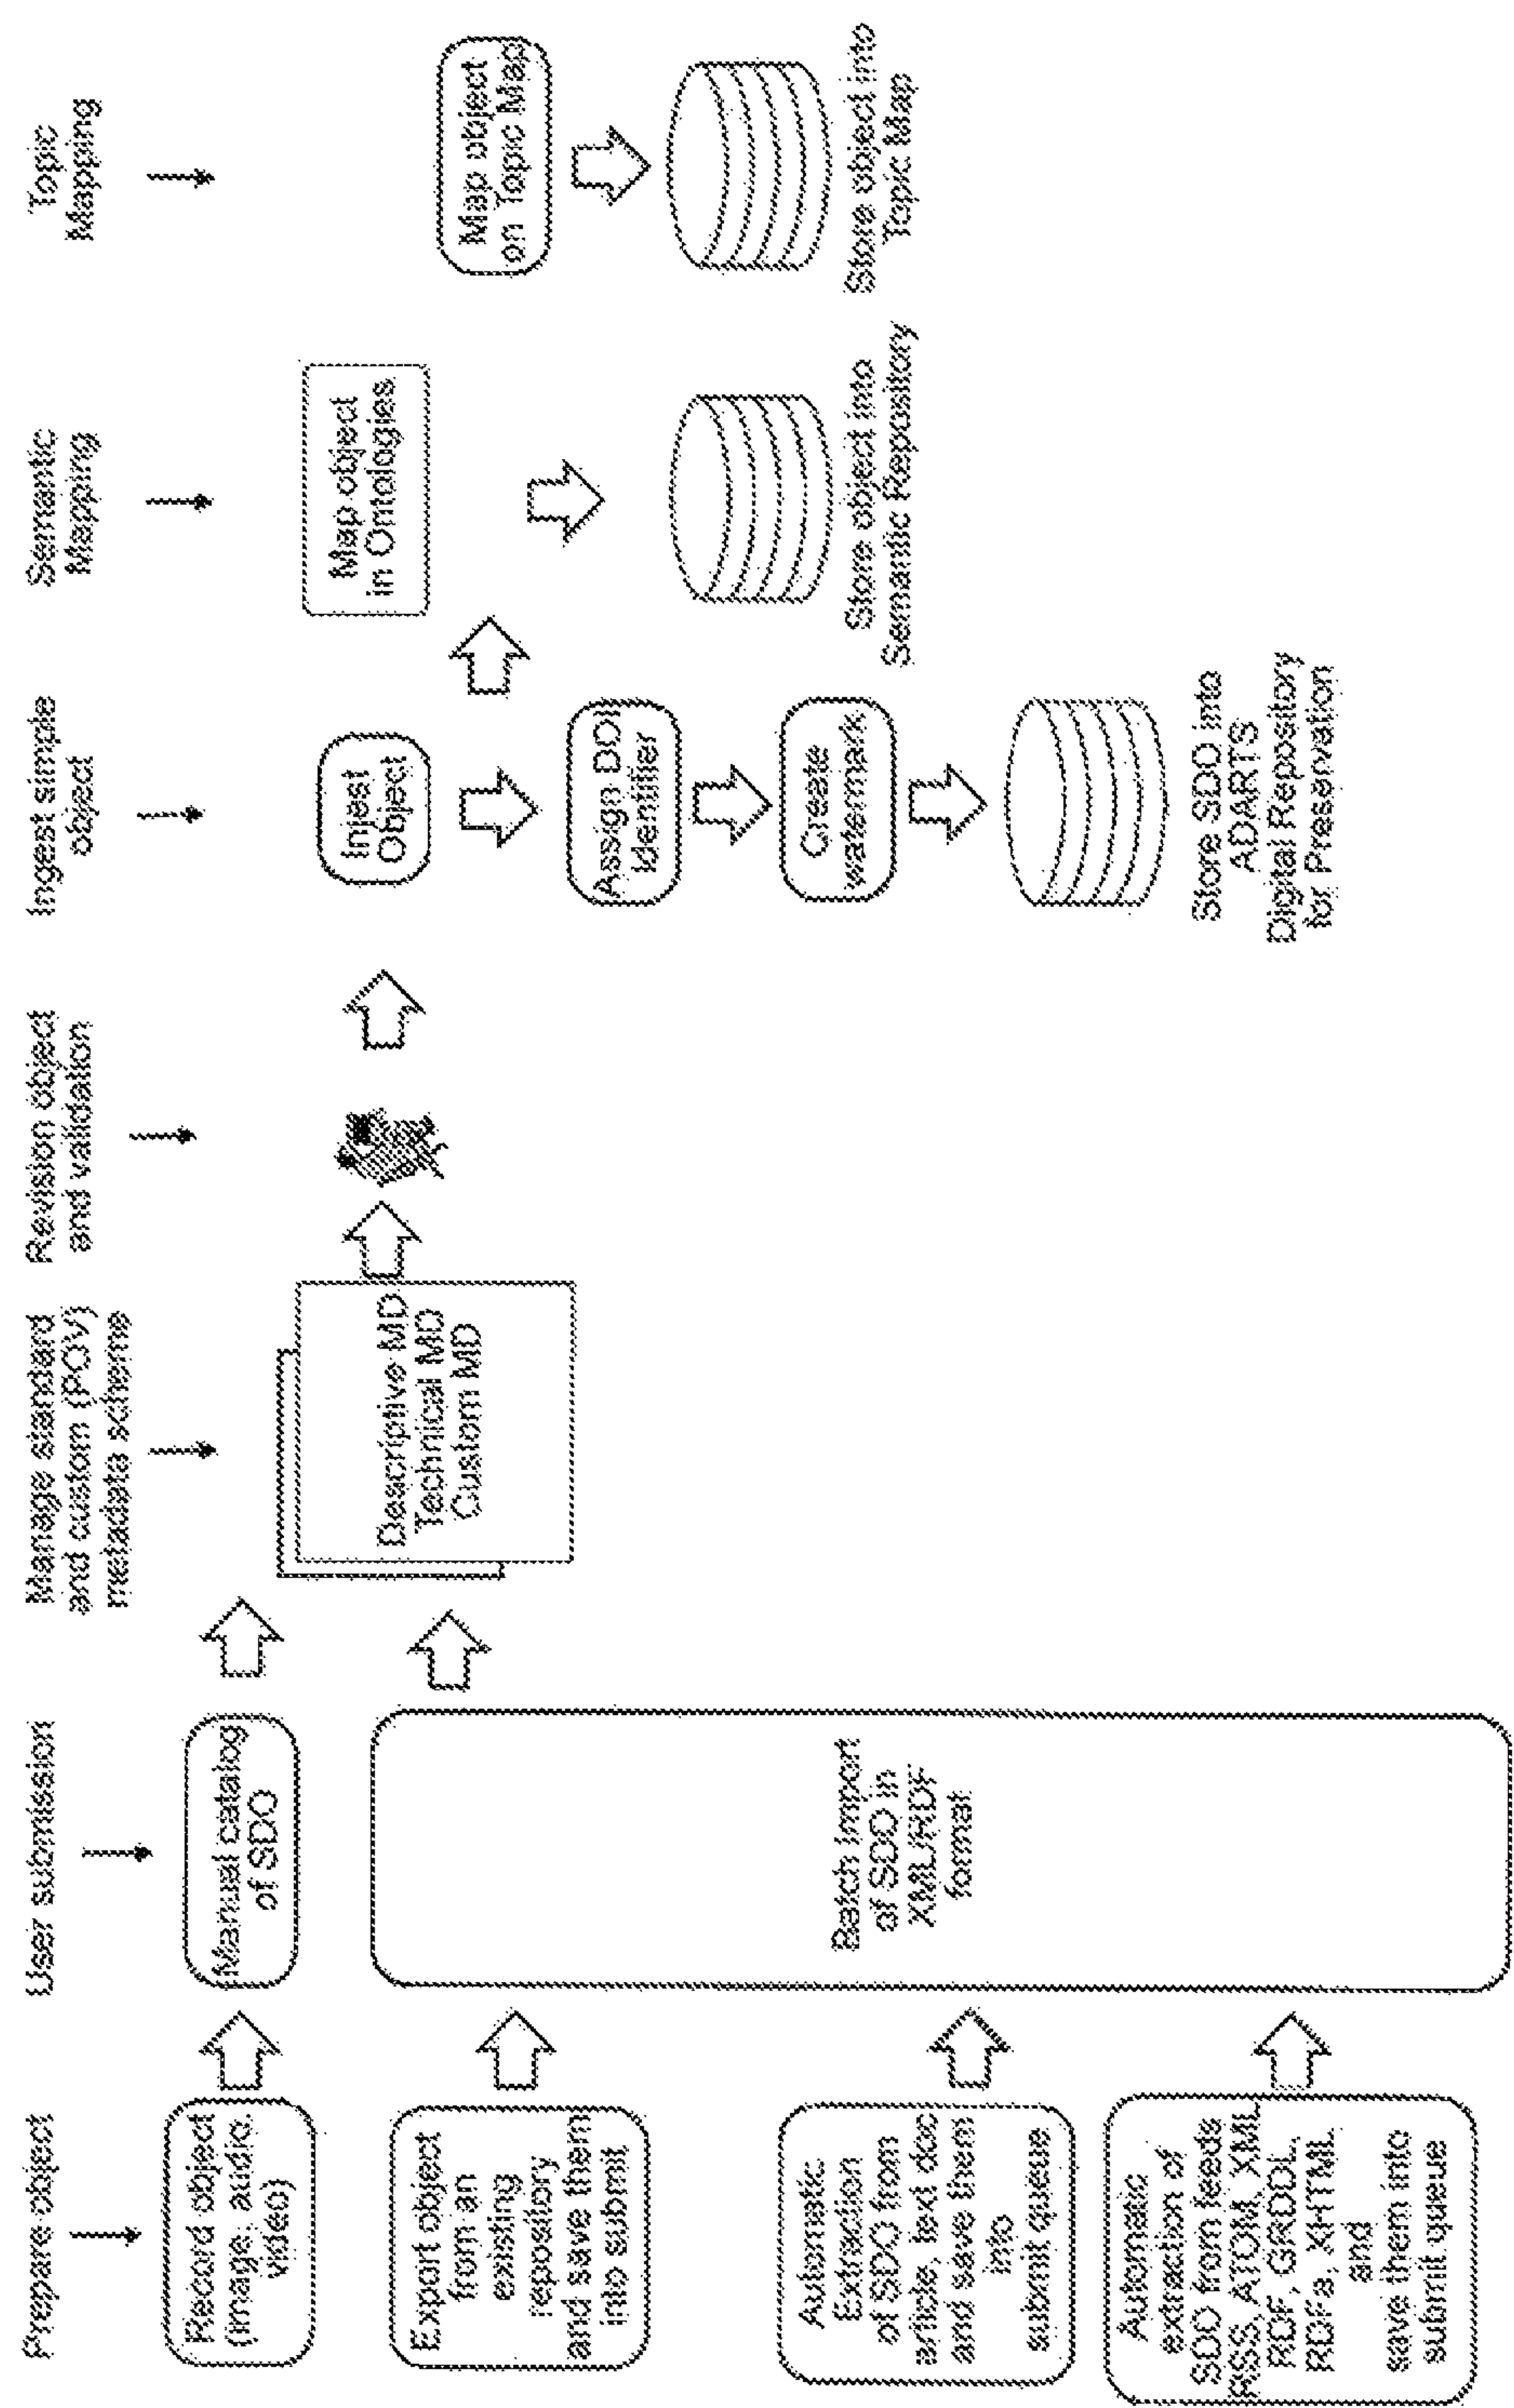 Prepare object
User submission
Manage standard
and custom (POV)
metadata scheme
Revision object
and validation
Ingest simple
object
Semantic
Mapping
Topic
Mapping
Record object
(image, audio,
video)
Manual catalog
of SDO
Export object
from an
existing
repository
and save them
into submit
Automatic
Extraction
of SDO from
article, text doc
and save them
into
submit queue
Automatic
extraction of
SDO from feeds
RSS, ATOM, XML
RDF, GRDDL,
RDFa, XHTML
and
save them into
submit queue
Batch Import
of SDO in
XML/RDF
format
Descriptive MD
Technical MD
Custom MD
Injest
Object
Assign DOI
Identifier
Create
watermark
Store SDO into
ADARTS
Digital Repository
for Preservation
Map object
in Ontologies
Store object into
Semantic Repository
Map object
on Topic Map
Store object into
Topic Map